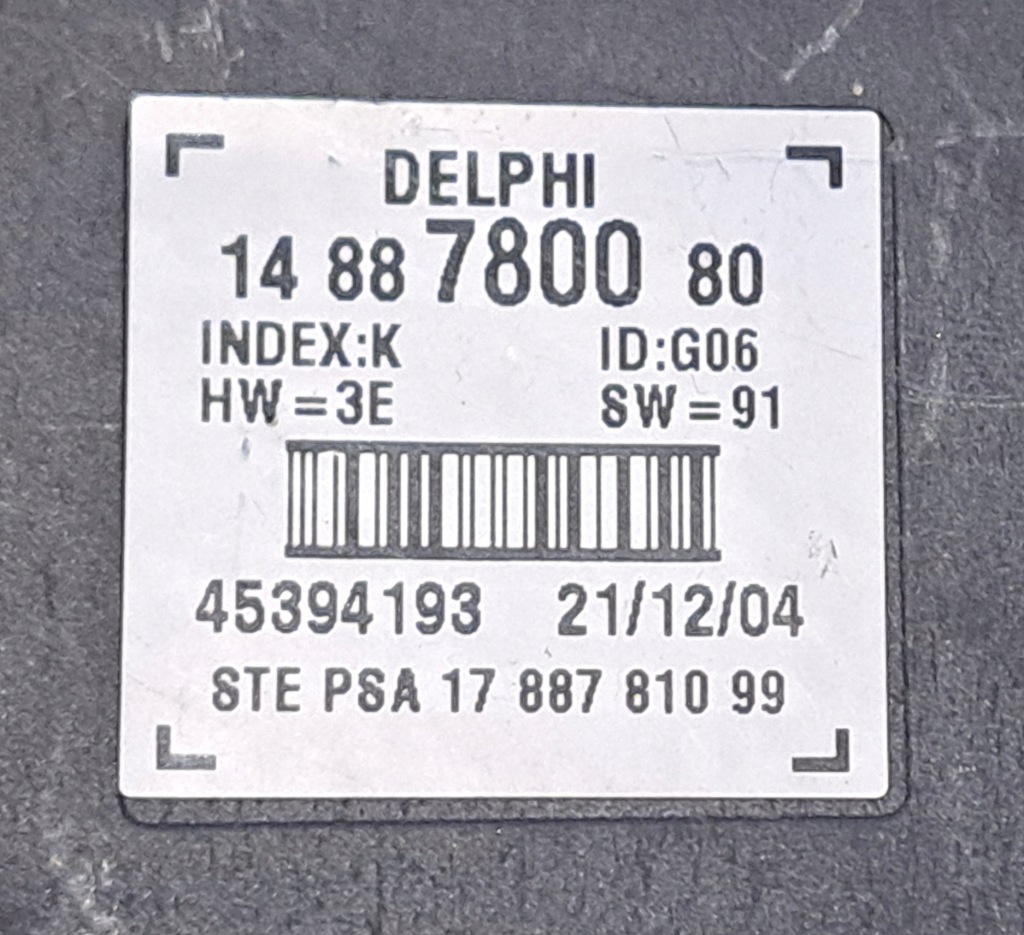 DELPHI
14 88 7800 80
INDEX:K ID:G06
HW=3E SW=91
45394193 21/12/04
STE PSA 17 887 810 99